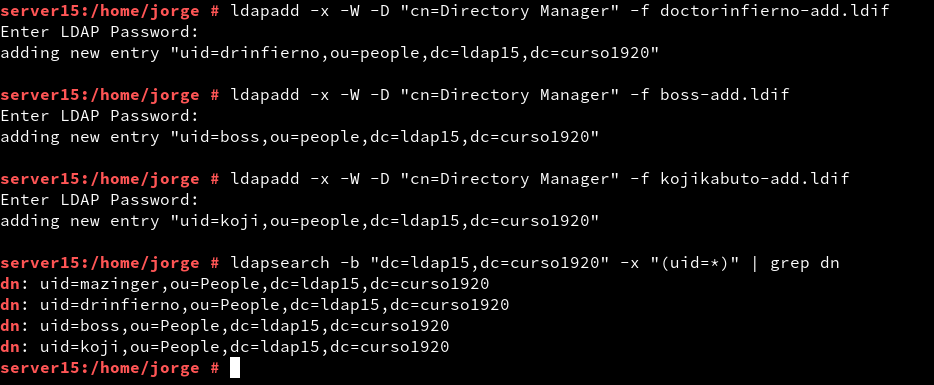 server15:/home/jorge # ldapadd -x -W -D "cn=Directory Manager" -f doctorinfierno-add.ldif
Enter LDAP Password:
adding new entry "uid=drinfierno,ou=people,dc=ldap15,dc=curso1920"
server15:/home/jorge # ldapadd -x -W -D "cn=Directory Manager" -f boss-add.ldif
Enter LDAP Password:
adding new entry "uid=boss,ou=people,dc=ldap15,dc=curso1920"
server15:/home/jorge # ldapadd -x -W -D "cn=Directory Manager" -f kojikabuto-add.ldif
Enter LDAP Password:
adding new entry "uid=koji,ou=people,dc=ldap15,dc=curso1920"
server15:/home/jorge # ldapsearch -b "dc=ldap15,dc=curso1920" -x "(uid=*)" | grep dn
dn: uid=mazinger,ou=People,dc=ldap15,dc=curso1920
dn: uid=drinfierno,ou=People,dc=ldap15,dc=curso1920
dn: uid=boss,ou=People,dc=ldap15,dc=curso1920
dn: uid=koji,ou=People,dc=ldap15,dc=curso1920
server15:/home/jorge #